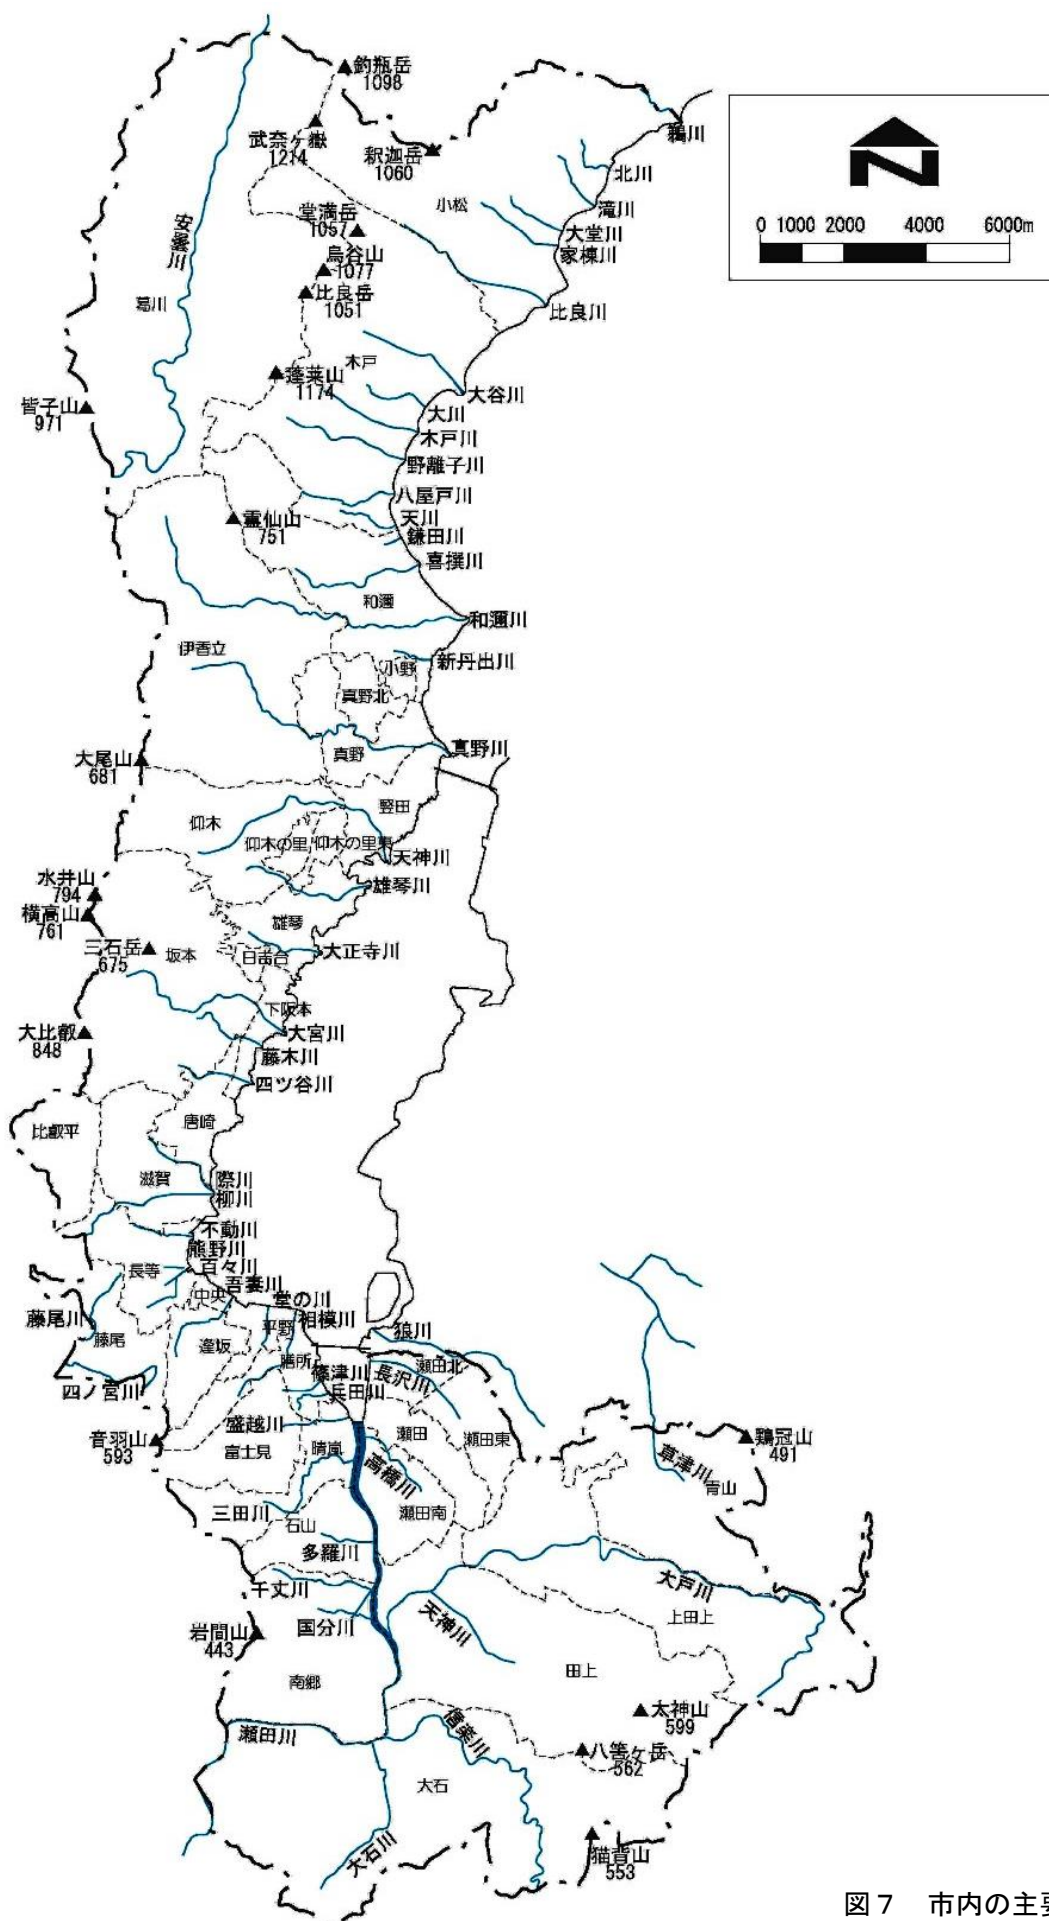 釣瓶岳
1098
武奈ヶ嶽
1214
釈迦岳
1060
鵜川
北川
小松
滝川
堂満岳
1057
大堂川
家棟川
安曇川
烏谷山
1077
比良岳
1051
葛川
比良川
0 1000 2000 4000 6000m
木戸
蓬莱山
1174
大谷川
皆子山
971
大川
木戸川
野離子川
八屋戸川
霊仙山
751
天川
鎌田川
喜撰川
和邇
和邇川
伊香立
新丹出川
小野
真野北
真野
真野川
大尾山
681
堅田
仰木
仰木の里
仰木の里東
天神川
水井山
794
雄琴川
横高山
761
雄琴
三石岳
675
坂本
日吉台
大正寺川
下阪本
大比叡
848
大宮川
藤木川
四ツ谷川
比叡平
唐崎
滋賀
際川
柳川
不動川
熊野川
百々川
長等
吾妻川
中央
堂の川
相模川
藤尾川
藤尾
逢坂
平野
狼川
膳所
篠津川
長沢川
瀬田北
四ノ宮川
兵田川
音羽山
593
盛越川
富士見
晴嵐
瀬田
瀬田東
鶏冠山
491
高橋川
草津川
青山
三田川
石山
瀬田南
多羅川
千丈川
大戸川
国分川
天神川
上田上
岩間山
443
南郷
田上
太神山
599
瀬田川
信楽川
八筈ヶ岳
562
大石
大石川
猫背山
553
図7 市内の主要